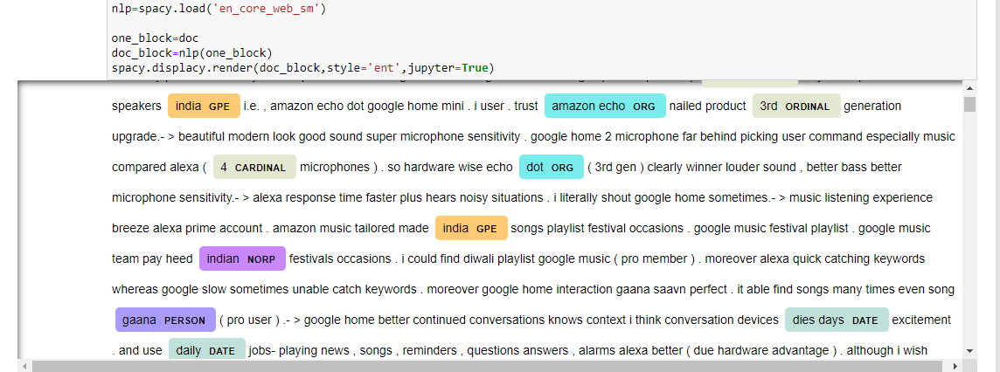 nlp=spacy.load('en_core_web_sm')
one_block=doc
doc_block=nlp(one_block)
spacy.displacy.render(doc_block,style='ent',jupyter=True)
speakers india GPE i.e. , amazon echo dot google home mini . i user . trust amazon echo ORG nailed product 3rd ORDINAL generation
upgrade.- > beautiful modern look good sound super microphone sensitivity . google home 2 microphone far behind picking user command especially music
compared alexa ( 4 CARDINAL microphones ) . so hardware wise echo dot ORG ( 3rd gen ) clearly winner louder sound , better bass better
microphone sensitivity.- > alexa response time faster plus hears noisy situations . i literally shout google home sometimes.- > music listening experience
breeze alexa prime account . amazon music tailored made india GPE songs playlist festival occasions . google music festival playlist . google music
team pay heed indian NORP festivals occasions . i could find diwali playlist google music ( pro member ) . moreover alexa quick catching keywords
whereas google slow sometimes unable catch keywords . moreover google home interaction gaana saavn perfect . it able find songs many times even song
gaana PERSON ( pro user ) .- > google home better continued conversations knows context i think conversation devices dies days DATE excitement
. and use daily DATE jobs- playing news , songs , reminders , questions answers , alarms alexa better ( due hardware advantage ) . although i wish